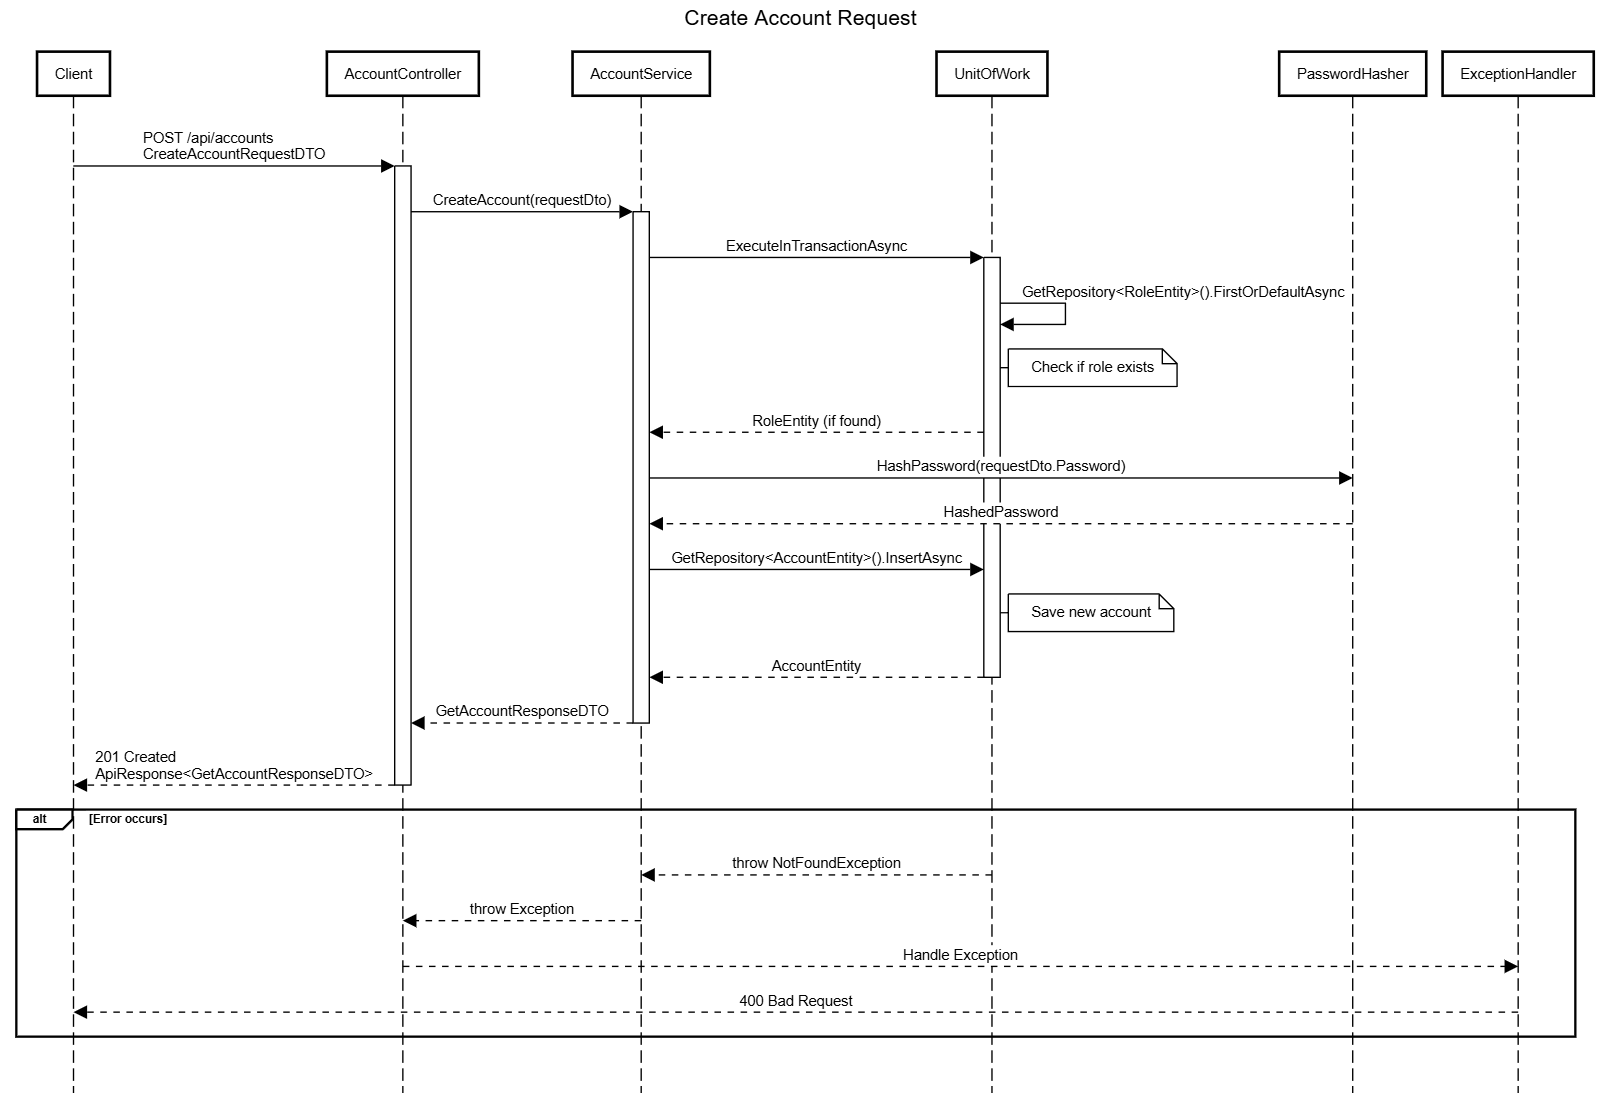 Create Account Request
Client
AccountController
AccountService
UnitOfWork
PasswordHasher
ExceptionHandler
POST /api/accounts
CreateAccountRequestDTO
CreateAccount(requestDto)
ExecuteInTransactionAsync
GetRepository<RoleEntity>().FirstOrDefaultAsync
Check if role exists
RoleEntity (if found)
HashPassword(requestDto.Password)
HashedPassword
GetRepository<AccountEntity>().InsertAsync
Save new account
AccountEntity
GetAccountResponseDTO
201 Created
ApiResponse<GetAccountResponseDTO>
alt
[Error occurs]
throw NotFoundException
throw Exception
Handle Exception
400 Bad Request